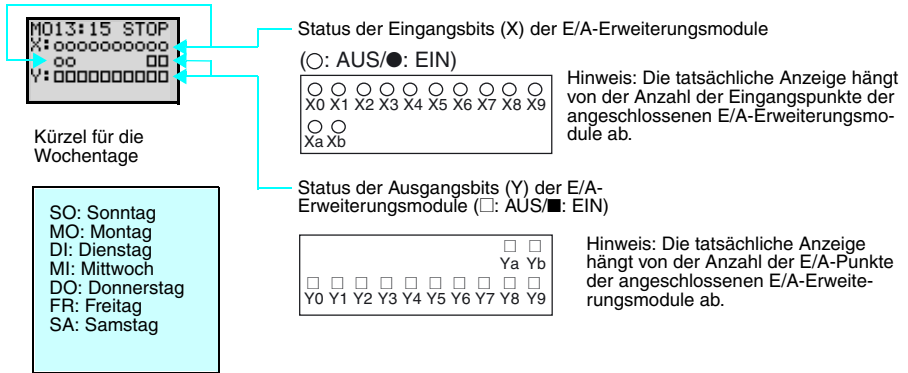 MO13:15 STOP
X:oooooooooo
oo □□
Y:□□□□□□□□□□
Kürzel für die
Wochentage
SO: Sonntag
MO: Montag
DI: Dienstag
MI: Mittwoch
DO: Donnerstag
FR: Freitag
SA: Samstag
Status der Eingangsbits (X) der E/A-Erweiterungsmodule
(○: AUS/●: EIN)
X0 X1 X2 X3 X4 X5 X6 X7 X8 X9
Xa Xb
Hinweis: Die tatsächliche Anzeige hängt
von der Anzahl der Eingangspunkte der
angeschlossenen E/A-Erweiterungsmo-
dule ab.
Status der Ausgangsbits (Y) der E/A-
Erweiterungsmodule (□: AUS/■: EIN)
Ya Yb
Y0 Y1 Y2 Y3 Y4 Y5 Y6 Y7 Y8 Y9
Hinweis: Die tatsächliche Anzeige
hängt von der Anzahl der E/A-Punkte
der angeschlossenen E/A-Erweite-
rungsmodule ab.